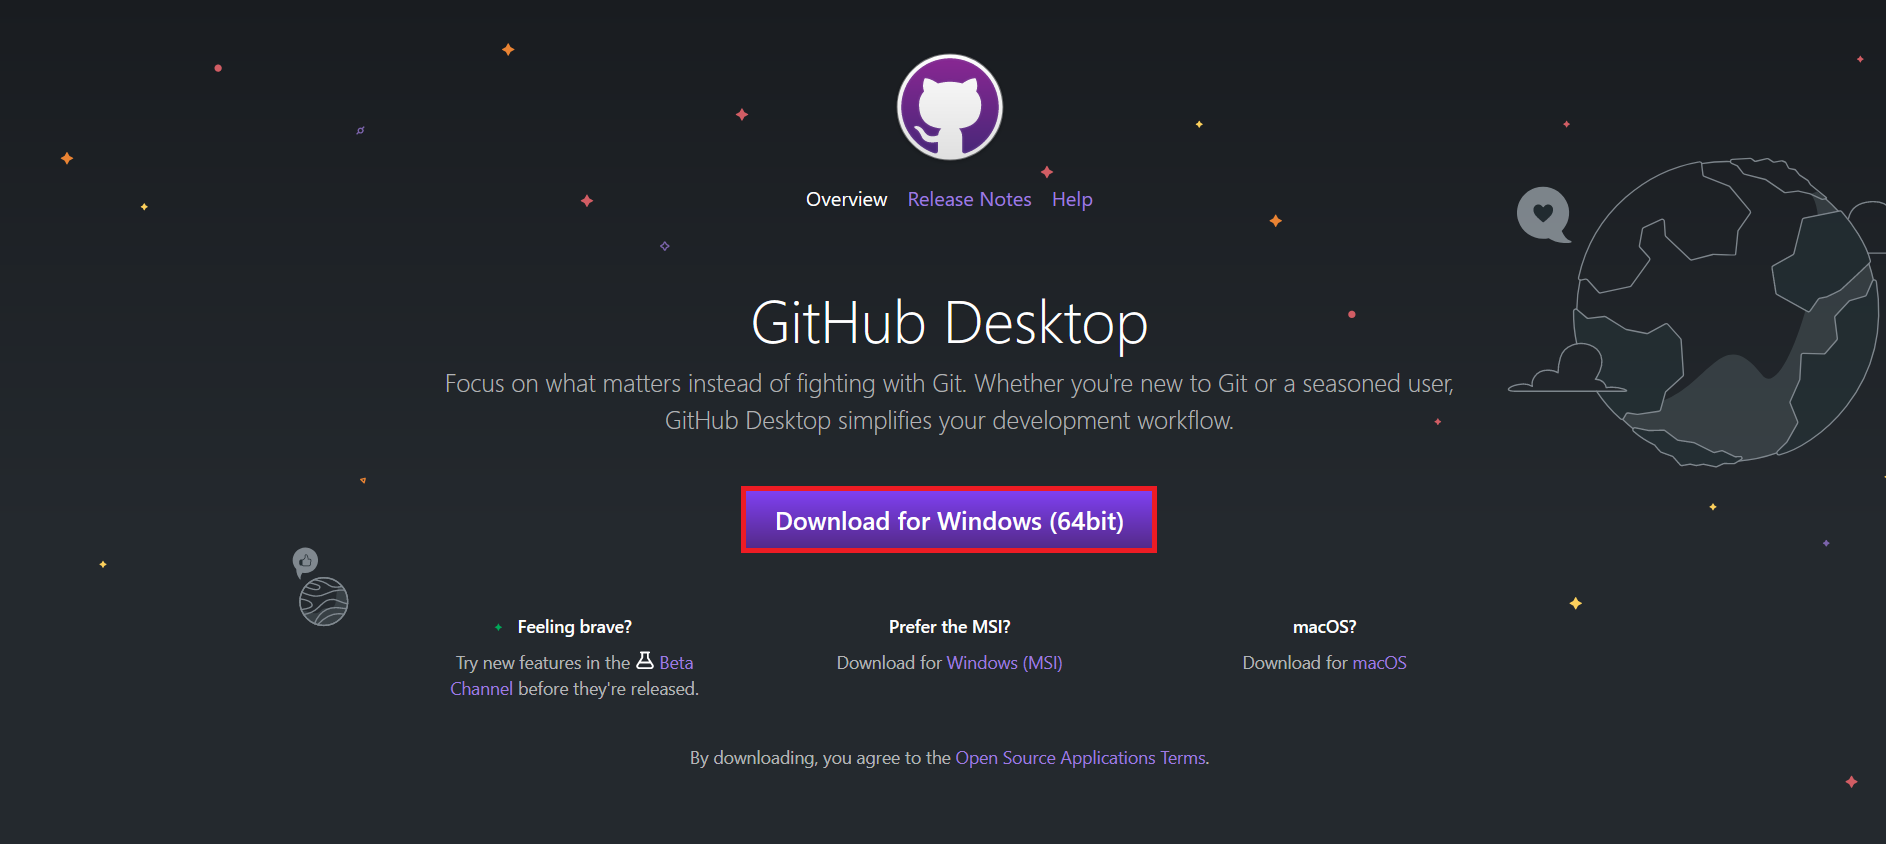 Overview Release Notes Help
GitHub Desktop
Focus on what matters instead of fighting with Git. Whether you're new to Git or a seasoned user,
GitHub Desktop simplifies your development workflow.
Download for Windows (64bit)
Feeling brave?
Try new features in the Beta
Channel before they're released.
Prefer the MSI?
Download for Windows (MSI)
macOS?
Download for macOS
By downloading, you agree to the Open Source Applications Terms.